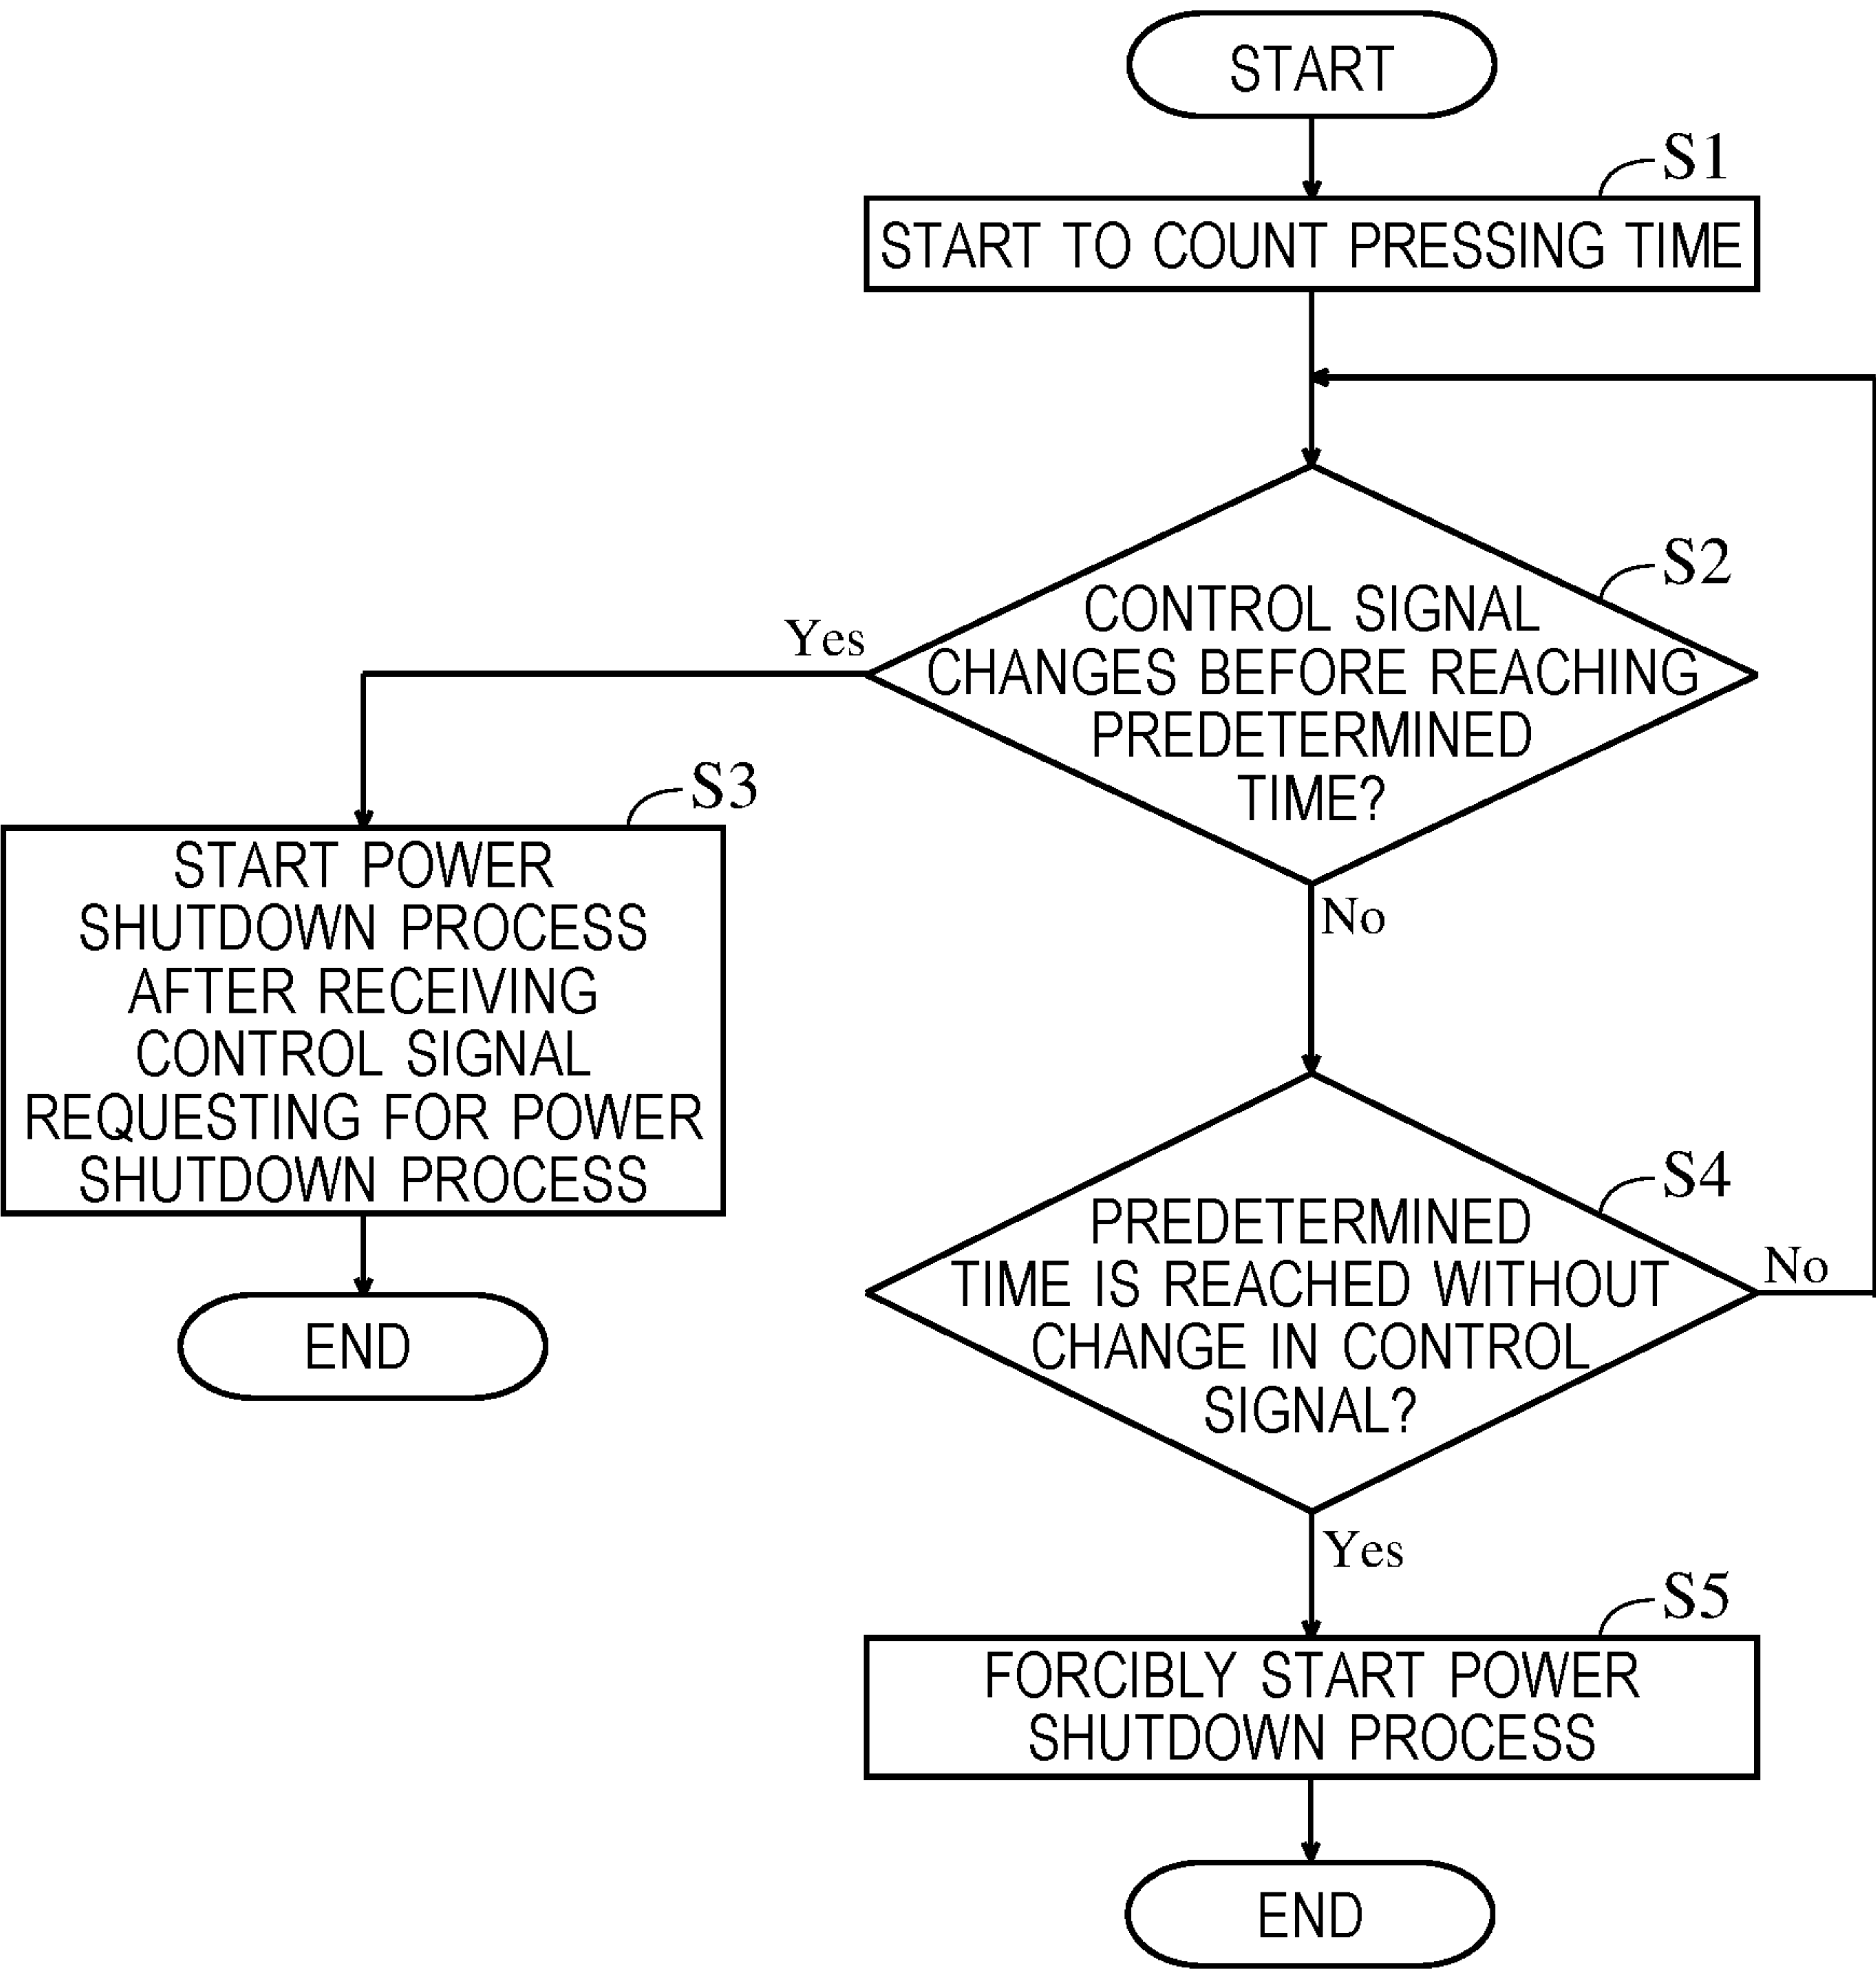 START
S1
START TO COUNT PRESSING TIME
S2
CONTROL SIGNAL
CHANGES BEFORE REACHING
PREDETERMINED
TIME?
Yes
S3
START POWER
SHUTDOWN PROCESS
AFTER RECEIVING
CONTROL SIGNAL
REQUESTING FOR POWER
SHUTDOWN PROCESS
END
No
S4
PREDETERMINED
TIME IS REACHED WITHOUT
CHANGE IN CONTROL
SIGNAL?
No
Yes
S5
FORCIBLY START POWER
SHUTDOWN PROCESS
END